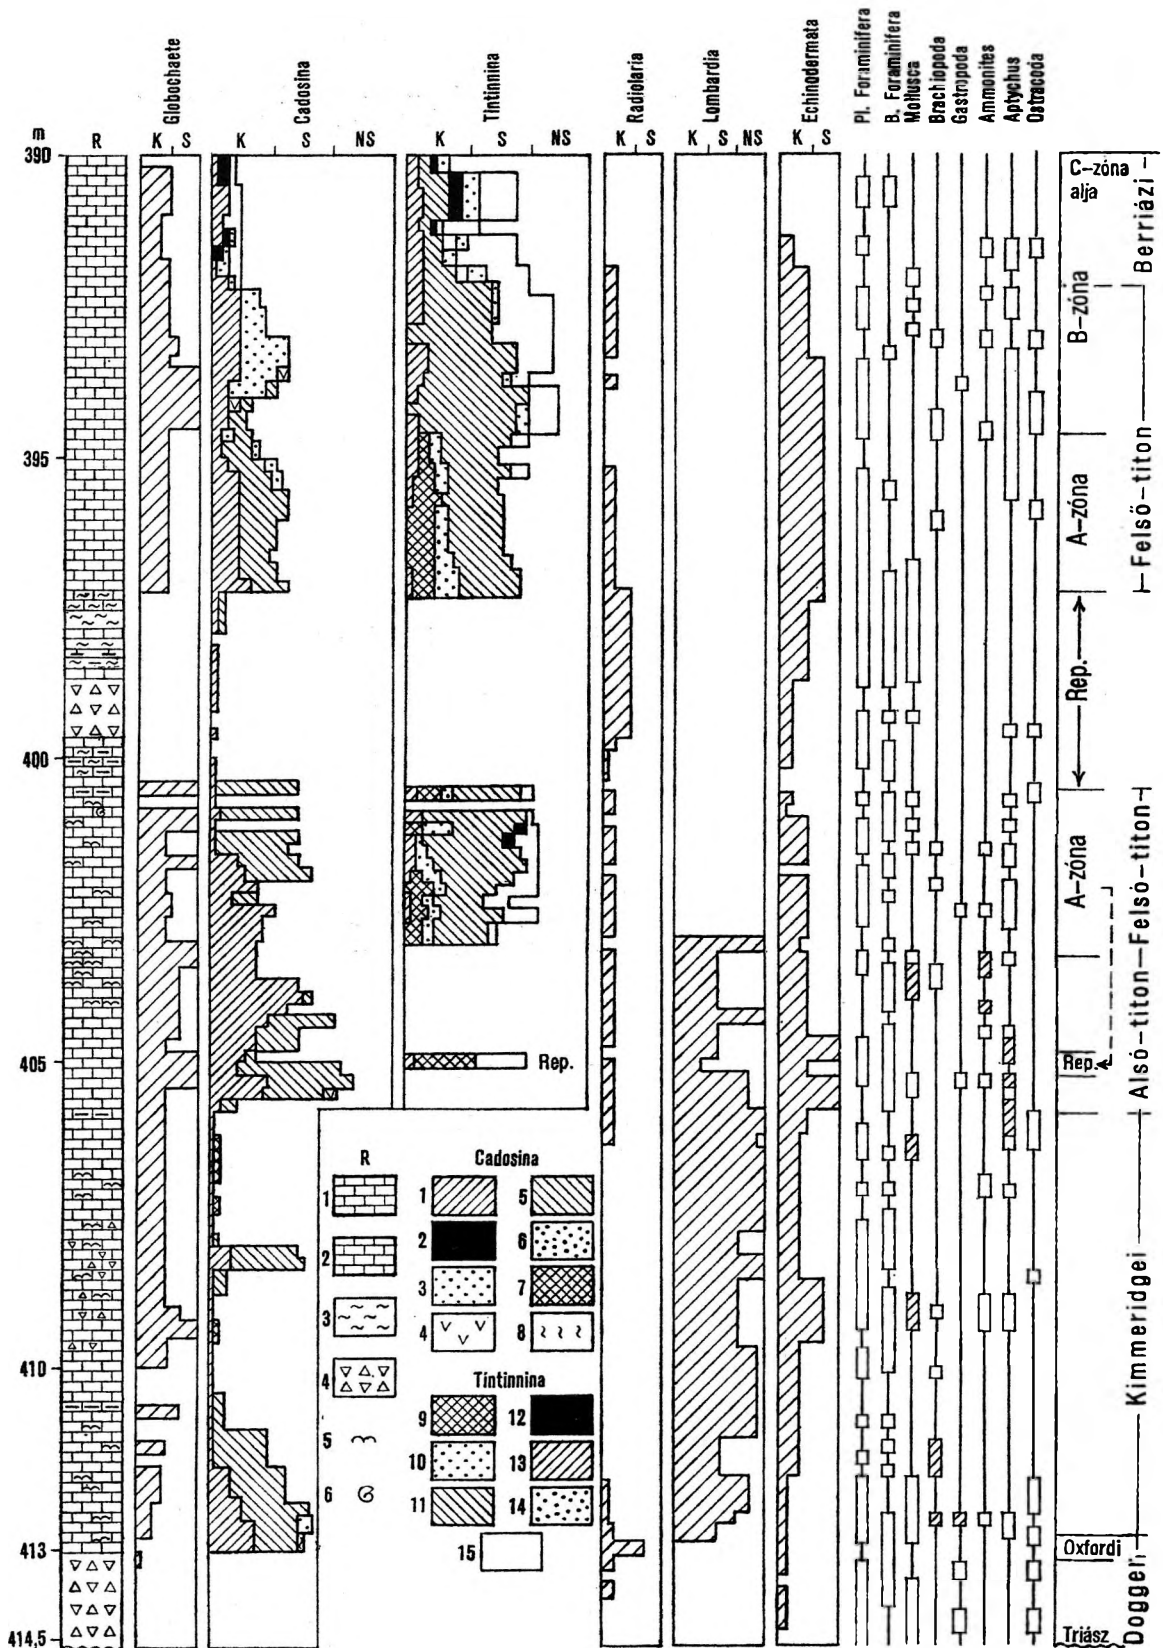 Globochaete
Cadosina
Tintinnina
Radiolaria
Lombardia
Echinodermata
Pl. Foraminifera
B. Foraminifera
Mollusca
Brachiopoda
Gastropoda
Ammonites
Aptychus
Ostracoda
m
R
K S
K S NS
K S NS
K S
K S NS
K S
390
395
400
405
410
413
414,5
C-zóna
alja
B-zóna
A-zóna
Rep.
A-zóna
Rep.
Oxfordi
Triász
Berriázi
Felső-titon
Alsó-titon-Felső-titon
Kimmeridgei
Doggeri
Rep.
R
1
2
3
4
5
6
Cadosina
1 5
2 6
3 7
4 8
Tintinnina
9 12
10 13
11 14
15